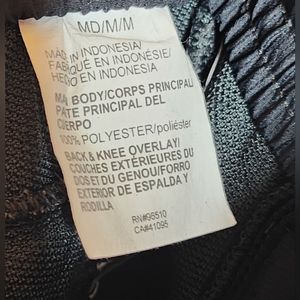 MD/M/M
MADE IN INDONESIA/
FABRIQUÉ EN INDONÉSIE/
HECHO EN INDONESIA
BODY/CORPS PRINCIPAL/
PRINCIPAL DEL
CUERPO
100% POLYESTER/poliéster
BACK & KNEE OVERLAY/
COUCHES EXTÉRIEURES DU
DOS ET DU GENOU/FORRO
EXTERIOR DE ESPALDA Y
RODILLA
RN#96510
CA#41095